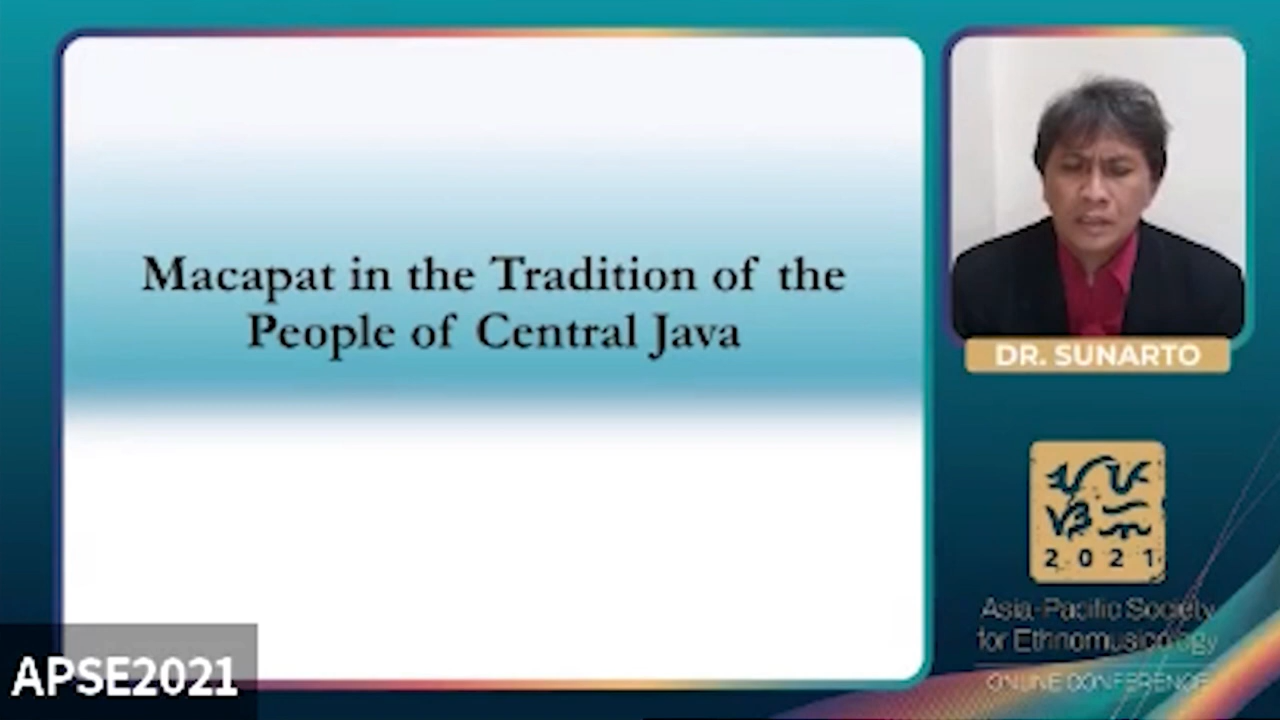 Macapat in the Tradition of the
People of Central Java
DR. SUNARTO
2021
Asia-Pacific Society
for Ethnomusicology
ONLINE CONFERENCE
APSE2021